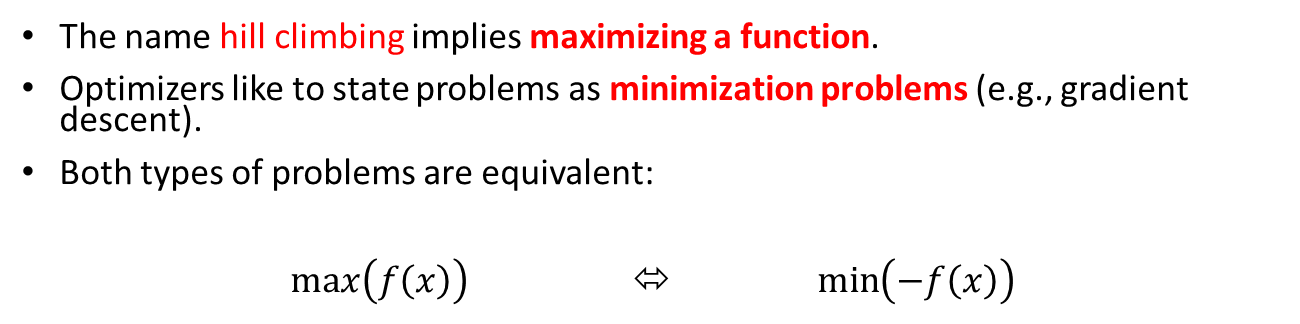 • The name hill climbing implies maximizing a function.
• Optimizers like to state problems as minimization problems (e.g., gradient
descent).
• Both types of problems are equivalent:
max(f(x)) ⬄ min(−f(x))